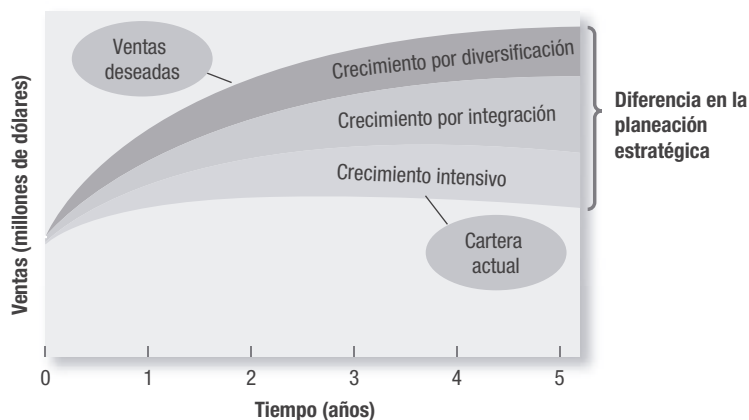 Ventas
deseadas
Crecimiento por diversificación
Crecimiento por integración
Crecimiento intensivo
Cartera
actual
Diferencia en la
planeación
estratégica
Ventas (millones de dólares)
0 1 2 3 4 5
Tiempo (años)